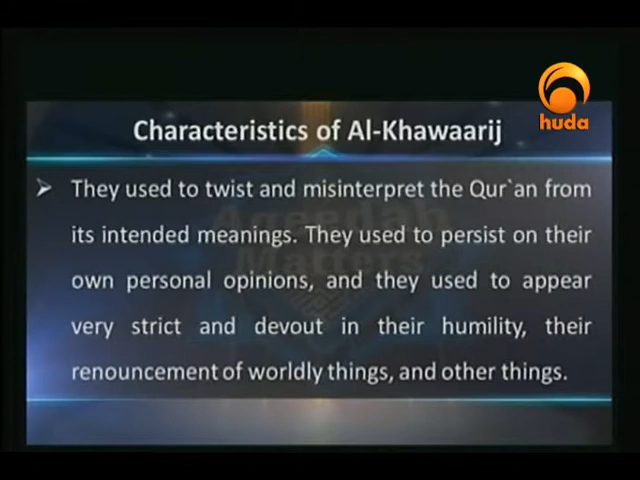 huda
Characteristics of Al-Khawaarij
➢ They used to twist and misinterpret the Qur`an from
its intended meanings. They used to persist on their
own personal opinions, and they used to appear
very strict and devout in their humility, their
renouncement of worldly things, and other things.
Aqeedah
Matters